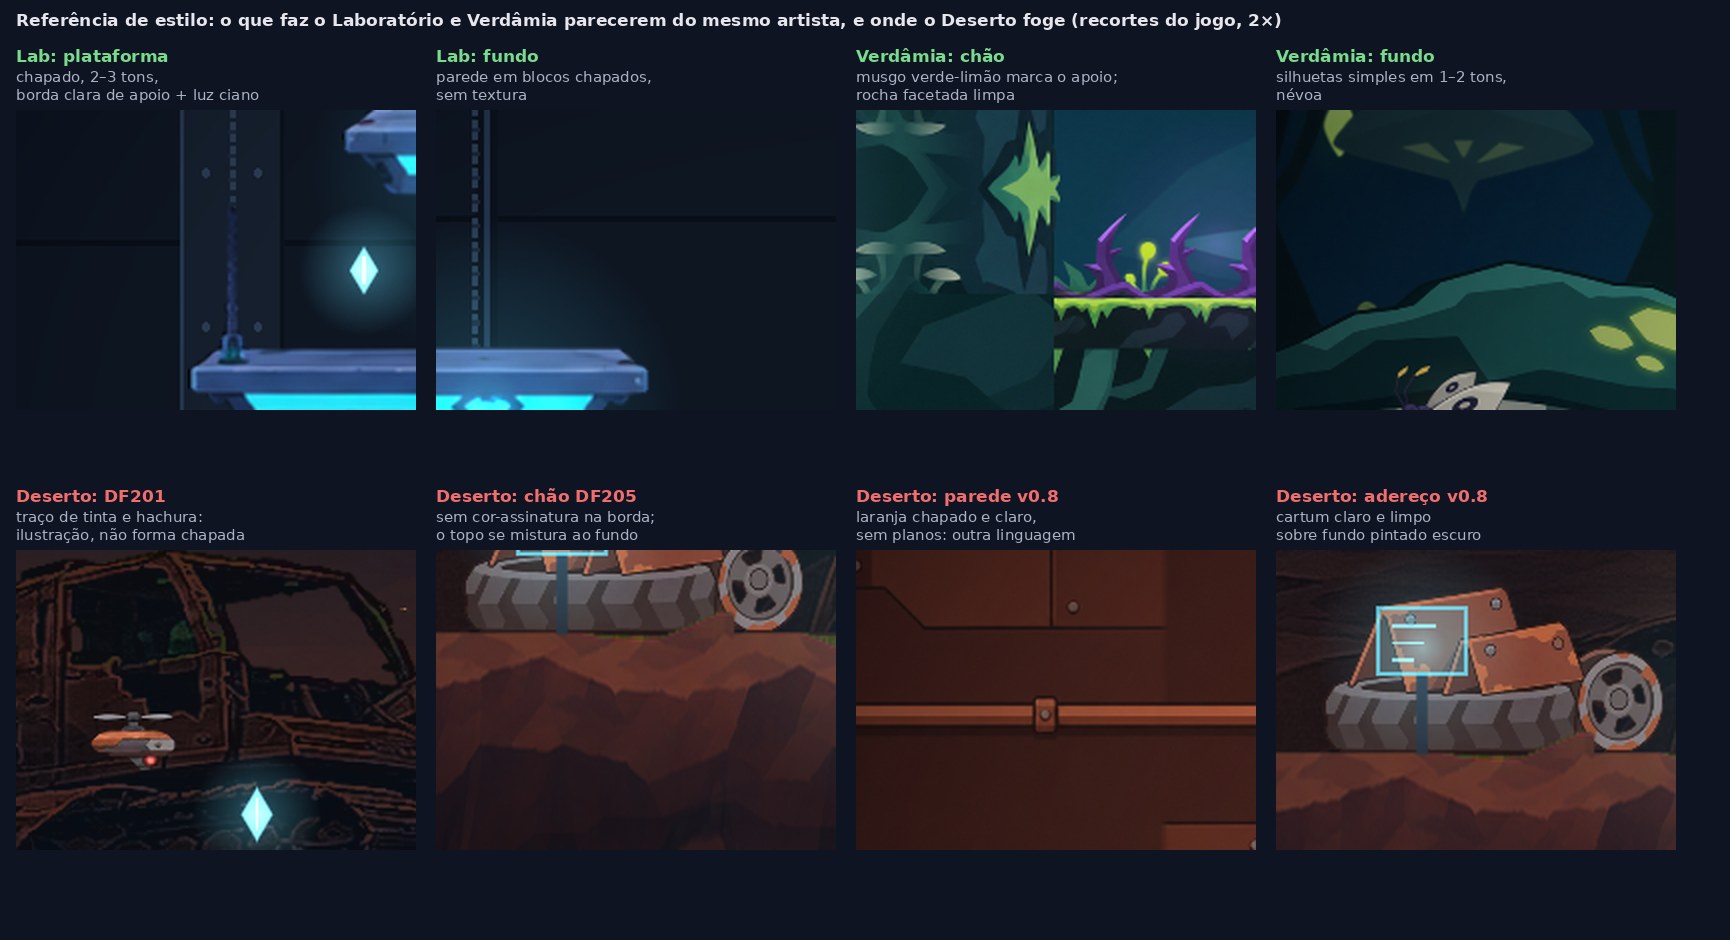 Referência de estilo: o que faz o Laboratório e Verdâmia parecerem do mesmo artista, e onde o Deserto foge (recortes do jogo, 2×)
Lab: plataforma
chapado, 2–3 tons,
borda clara de apoio + luz ciano
Lab: fundo
parede em blocos chapados,
sem textura
Verdâmia: chão
musgo verde-limão marca o apoio;
rocha facetada limpa
Verdâmia: fundo
silhuetas simples em 1–2 tons,
névoa
Deserto: DF201
traço de tinta e hachura:
ilustração, não forma chapada
Deserto: chão DF205
sem cor-assinatura na borda;
o topo se mistura ao fundo
Deserto: parede v0.8
laranja chapado e claro,
sem planos: outra linguagem
Deserto: adereço v0.8
cartum claro e limpo
sobre fundo pintado escuro